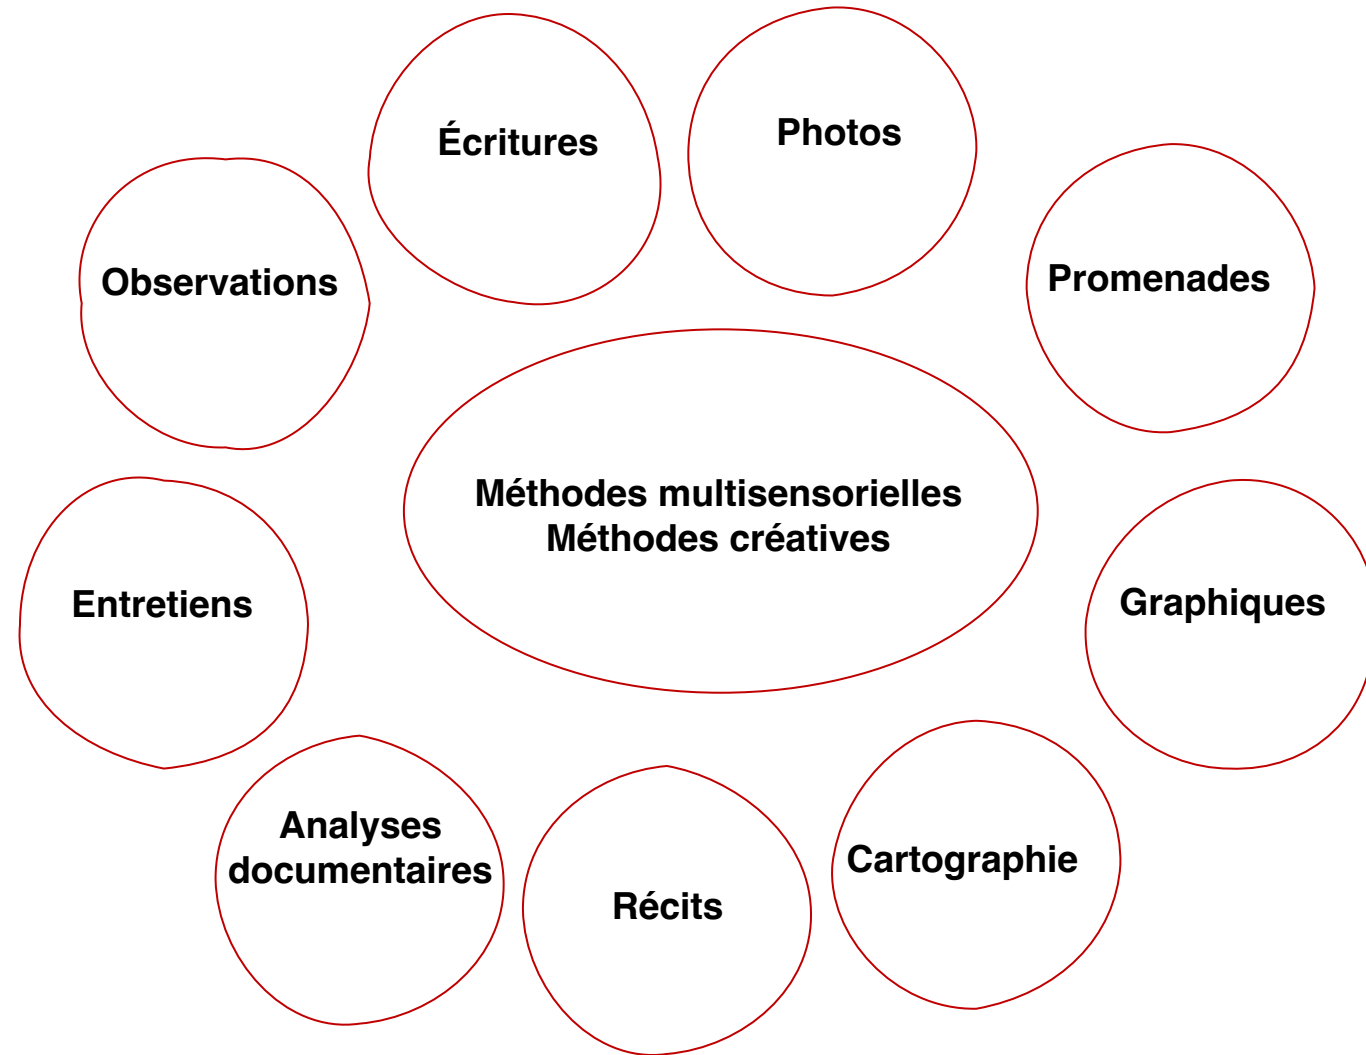 Écritures
Photos
Observations
Promenades
Méthodes multisensorielles
Méthodes créatives
Entretiens
Graphiques
Analyses
documentaires
Récits
Cartographie